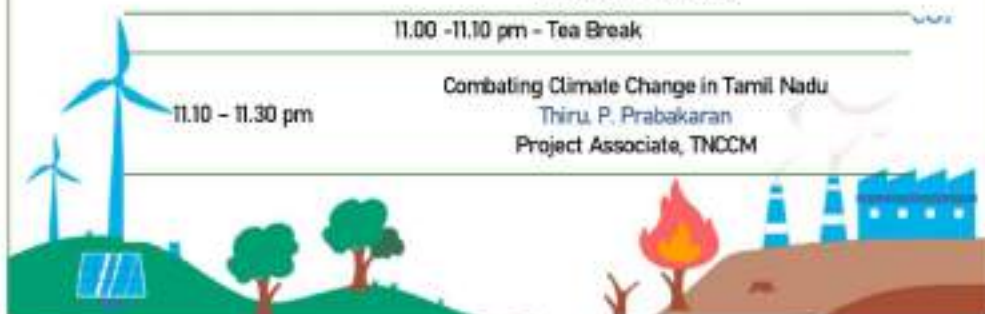 11.00 -11.10 pm - Tea Break
11.10 - 11.30 pm
Combating Climate Change in Tamil Nadu
Thiru. P. Prabakaran
Project Associate, TNCCM